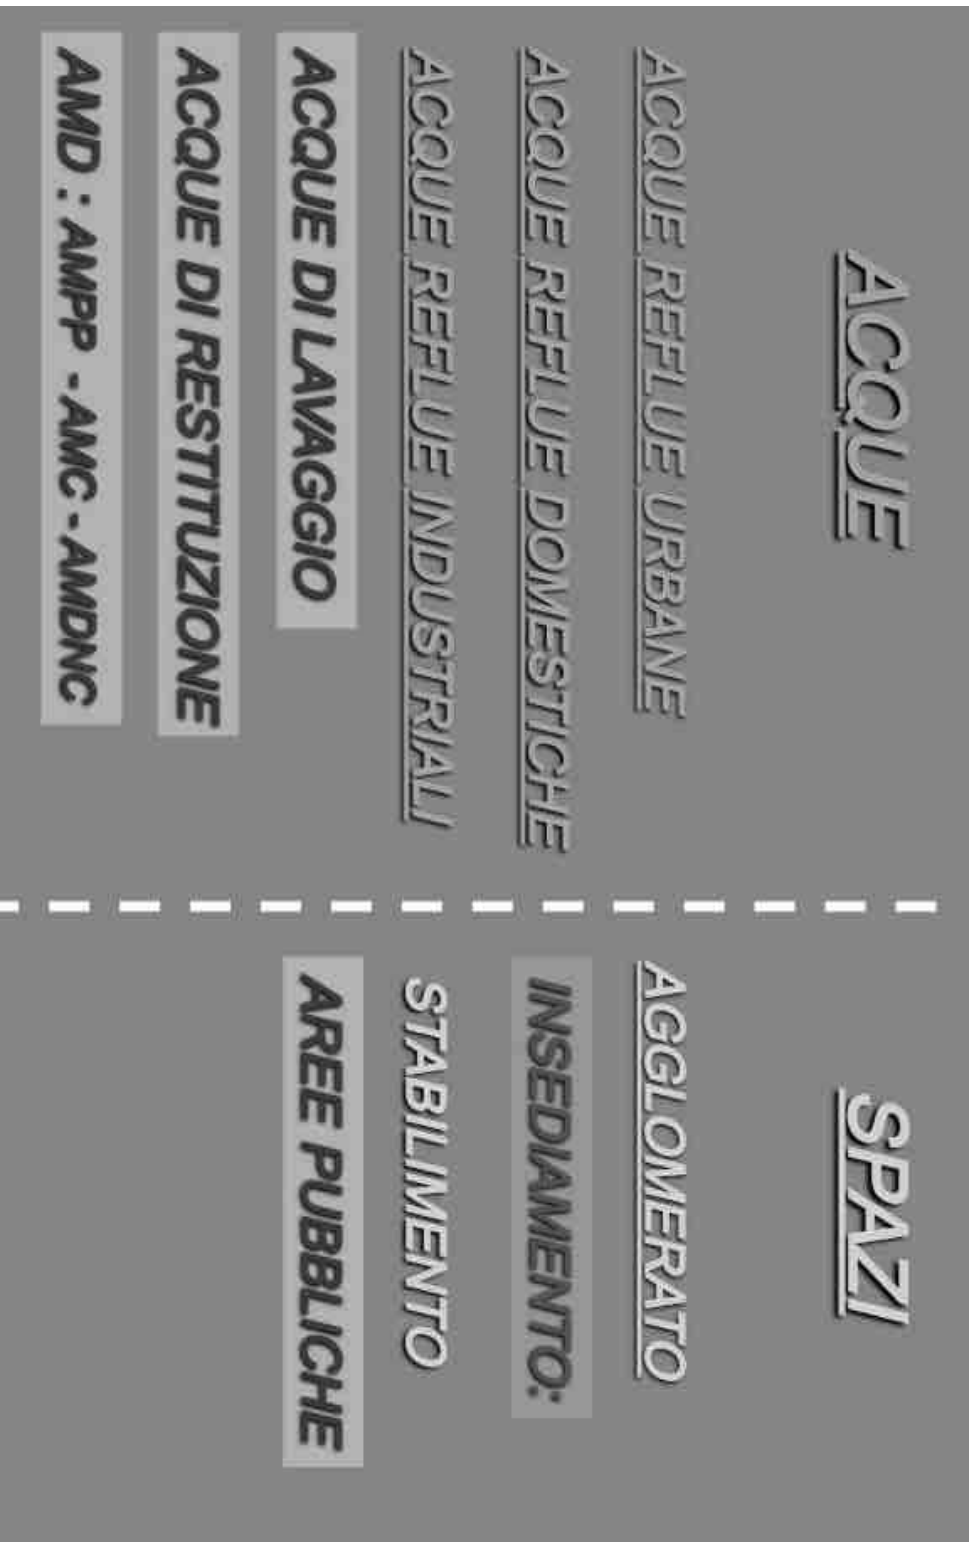 ACQUE
ACQUE REFLUE URBANE
ACQUE REFLUE DOMESTICHE
ACQUE REFLUE INDUSTRIALI
ACQUE DI LAVAGGIO
ACQUE DI RESTITUZIONE
AMD : AMPP - AMC - AMDNC
SPAZI
AGGLOMERATO
INSEDIAMENTO:
STABILIMENTO
AREE PUBBLICHE